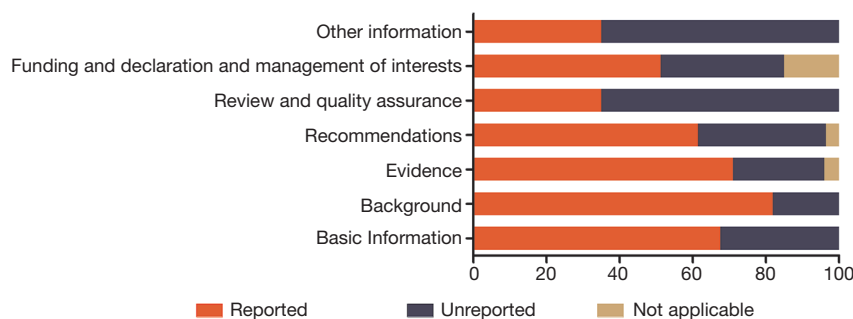 Other information
Funding and declaration and management of interests
Review and quality assurance
Recommendations
Evidence
Background
Basic Information
0 20 40 60 80 100
Reported Unreported Not applicable